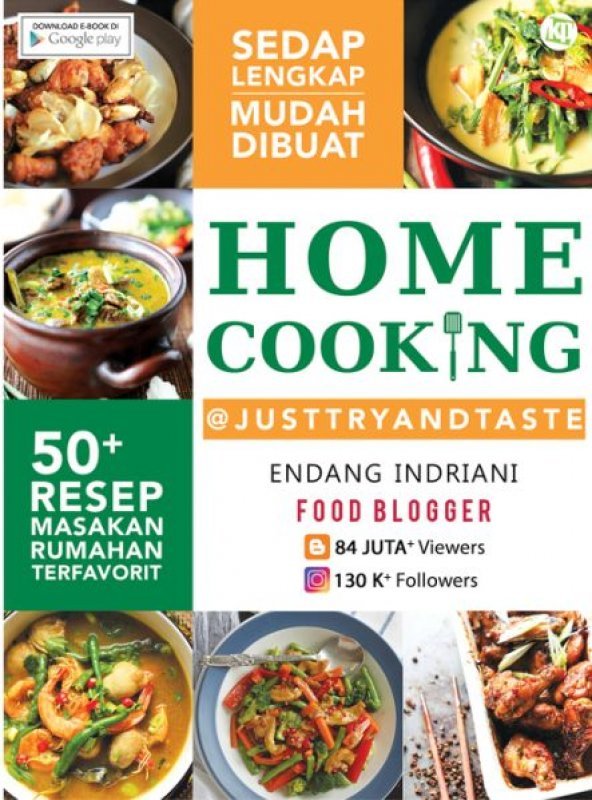 DOWNLOAD E-BOOK DI
Google play
SEDAP
LENGKAP
MUDAH
DIBUAT
HOME
COOKING
@JUSTTRYANDTASTE
50+
RESEP
MASAKAN
RUMAHAN
TERFAVORIT
ENDANG INDRIANI
FOOD BLOGGER
84 JUTA+ Viewers
130 K+ Followers